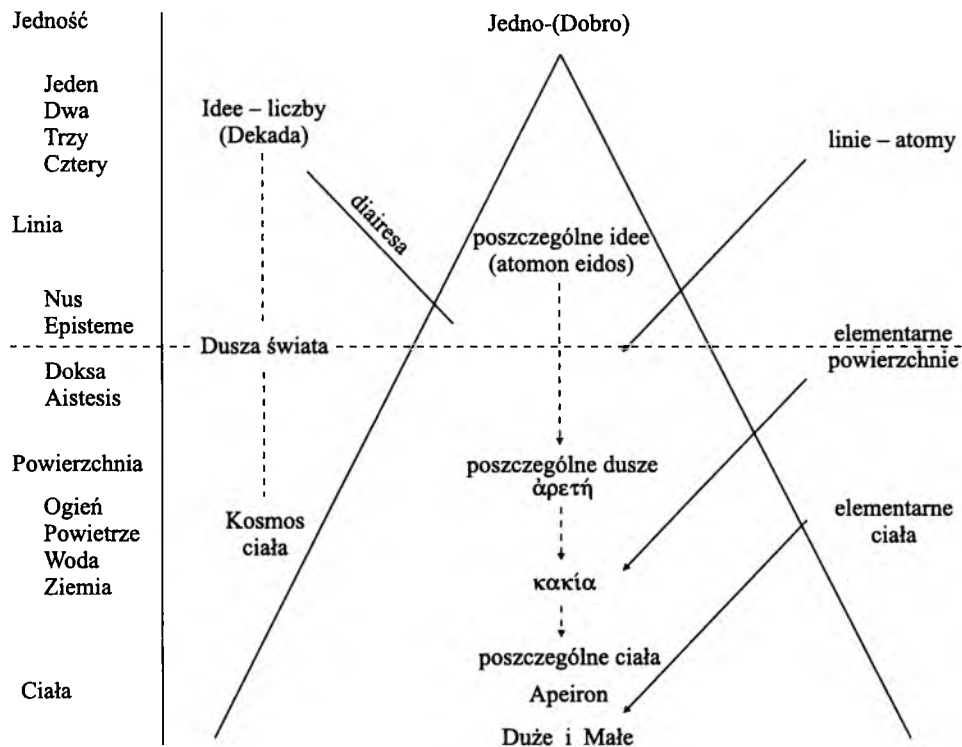 Jedność
Jeden
Dwa
Trzy
Cztery
Linia
Nus
Episteme
Doksa
Aistesis
Powierzchnia
Ogień
Powietrze
Woda
Ziemia
Ciała
Jedno-(Dobro)
Idee – liczby
(Dekada)
diairesa
Dusza świata
Kosmos
ciała
poszczególne idee
(atomon eidos)
poszczególne dusze
ἀρετή
κακία
poszczególne ciała
Apeiron
Duże i Małe
linie – atomy
elementarne
powierzchnie
elementarne
ciała